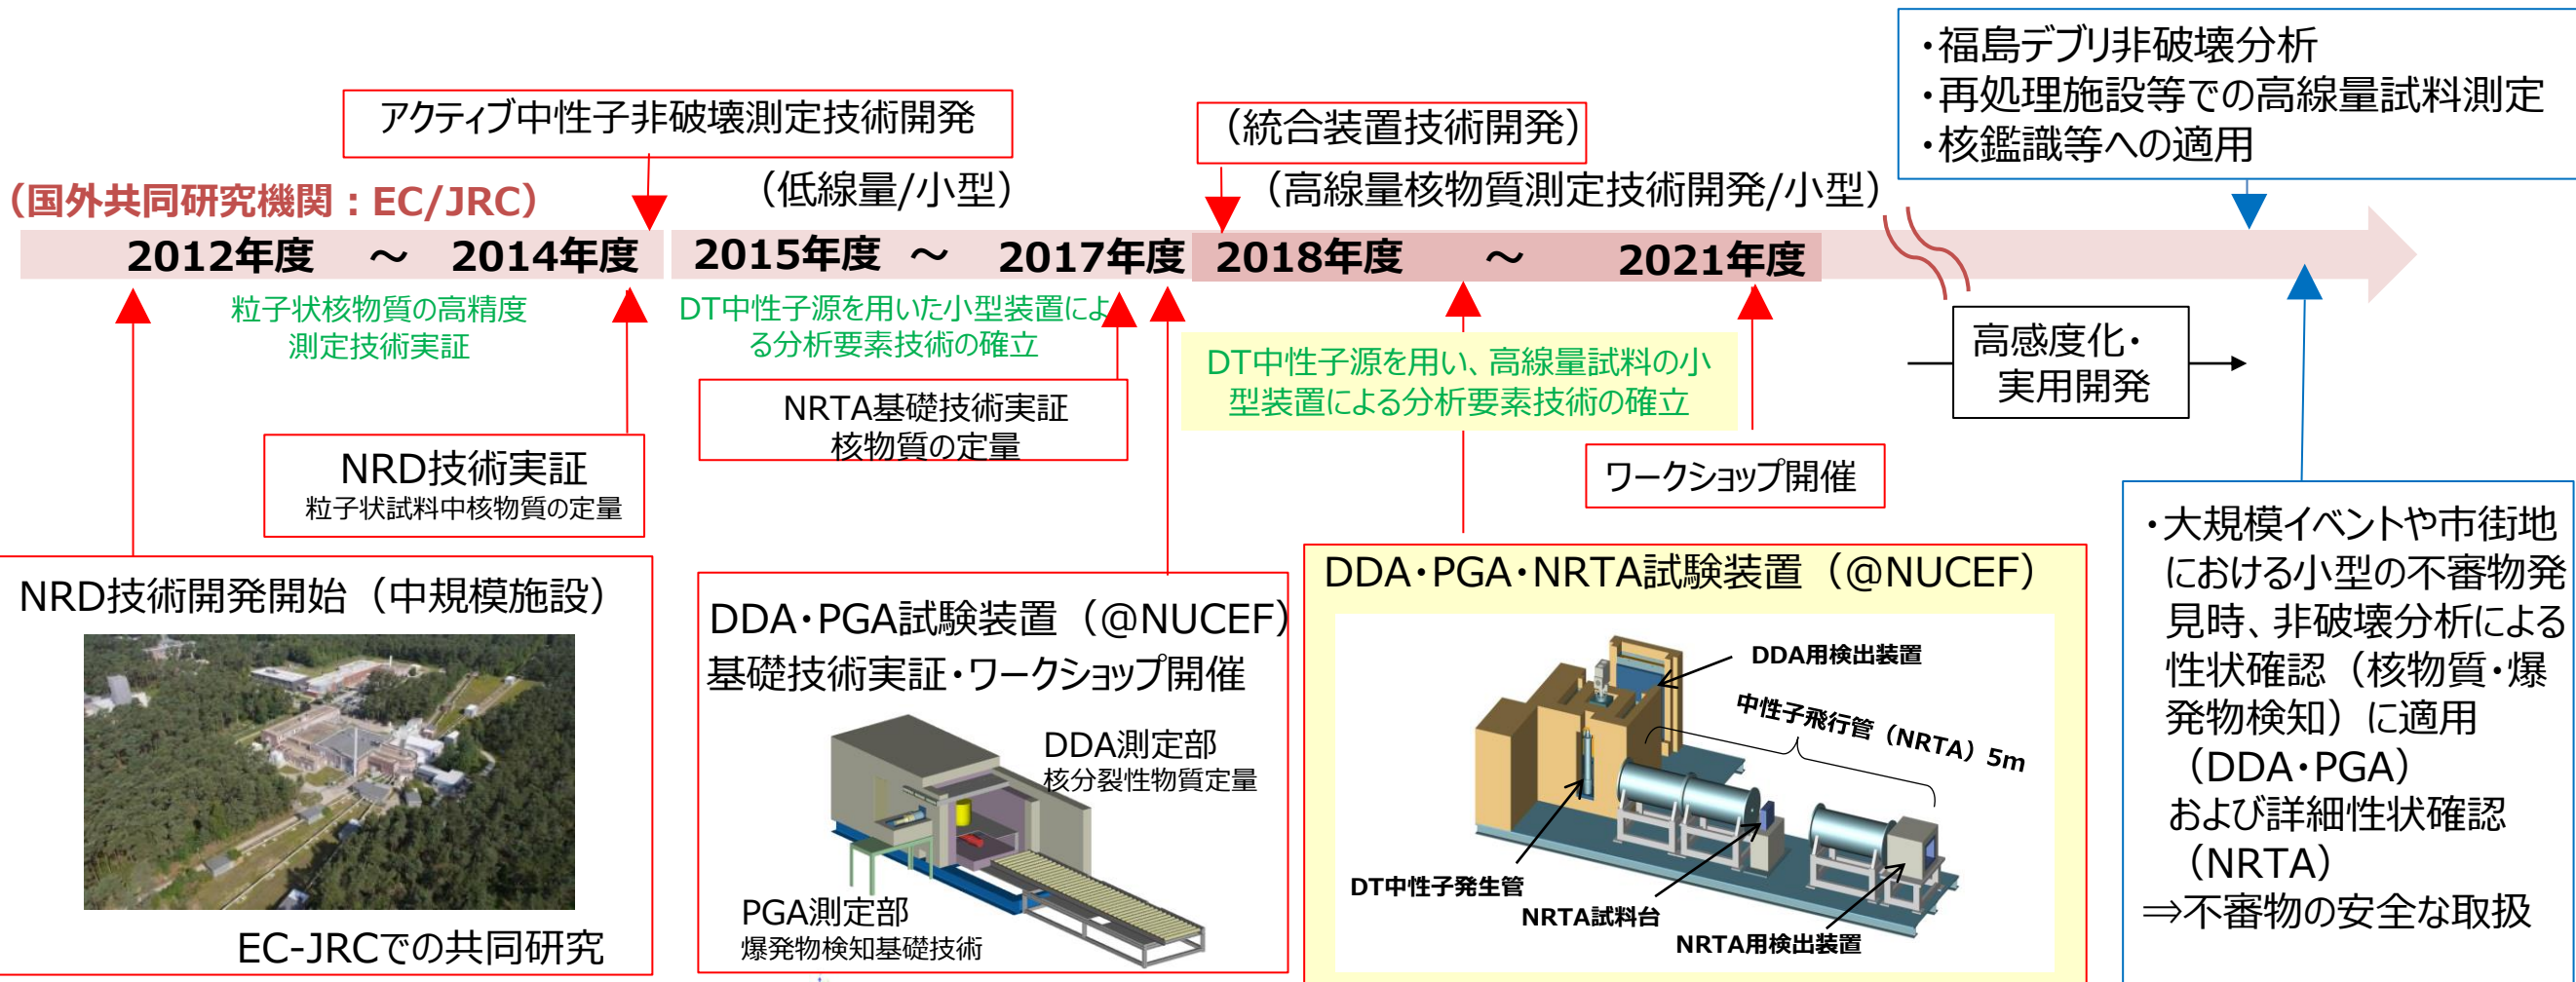 ・福島デブリ非破壊分析
・再処理施設等での高線量試料測定
・核鑑識等への適用
アクティブ中性子非破壊測定技術開発
（統合装置技術開発）
（国外共同研究機関：EC/JRC）
（低線量/小型）
（高線量核物質測定技術開発/小型）
2012年度　～　2014年度
2015年度　～　2017年度
2018年度　～　2021年度
粒子状核物質の高精度
測定技術実証
DT中性子源を用いた小型装置によ
る分析要素技術の確立
DT中性子源を用い、高線量試料の小
型装置による分析要素技術の確立
高感度化・
実用開発
NRTA基礎技術実証
核物質の定量
NRD技術実証
粒子状試料中核物質の定量
ワークショップ開催
NRD技術開発開始（中規模施設）
EC-JRCでの共同研究
DDA・PGA試験装置（@NUCEF）
基礎技術実証・ワークショップ開催
DDA測定部
核分裂性物質定量
PGA測定部
爆発物検知基礎技術
DDA・PGA・NRTA試験装置（@NUCEF）
DDA用検出装置
中性子飛行管（NRTA）5m
DT中性子発生管
NRTA試料台
NRTA用検出装置
・大規模イベントや市街地
における小型の不審物発
見時、非破壊分析による
性状確認（核物質・爆
発物検知）に適用
（DDA・PGA）
および詳細性状確認
（NRTA）
⇒不審物の安全な取扱